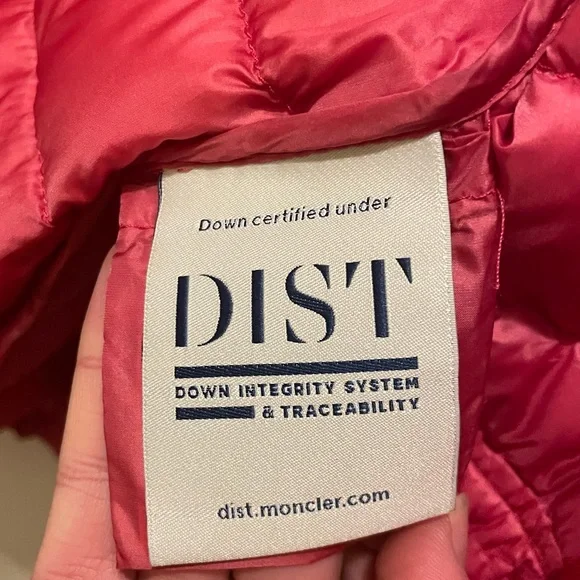 Down certified under
DIST
DOWN INTEGRITY SYSTEM
& TRACEABILITY
dist.moncler.com